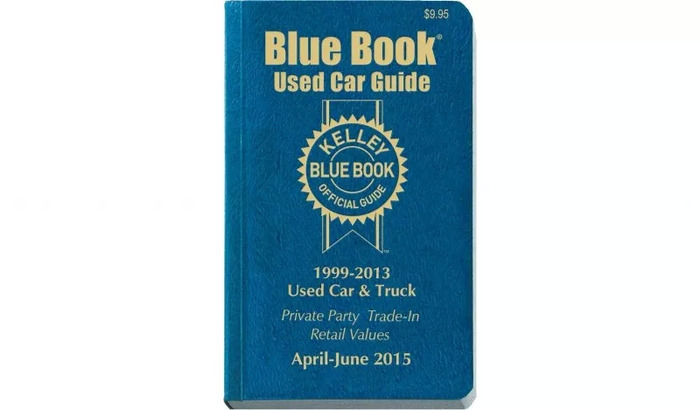 $9.95
Blue Book®
Used Car Guide
KELLEY
BLUE BOOK
OFFICIAL GUIDE
™
1999-2013
Used Car & Truck
Private Party Trade-In
Retail Values
April-June 2015